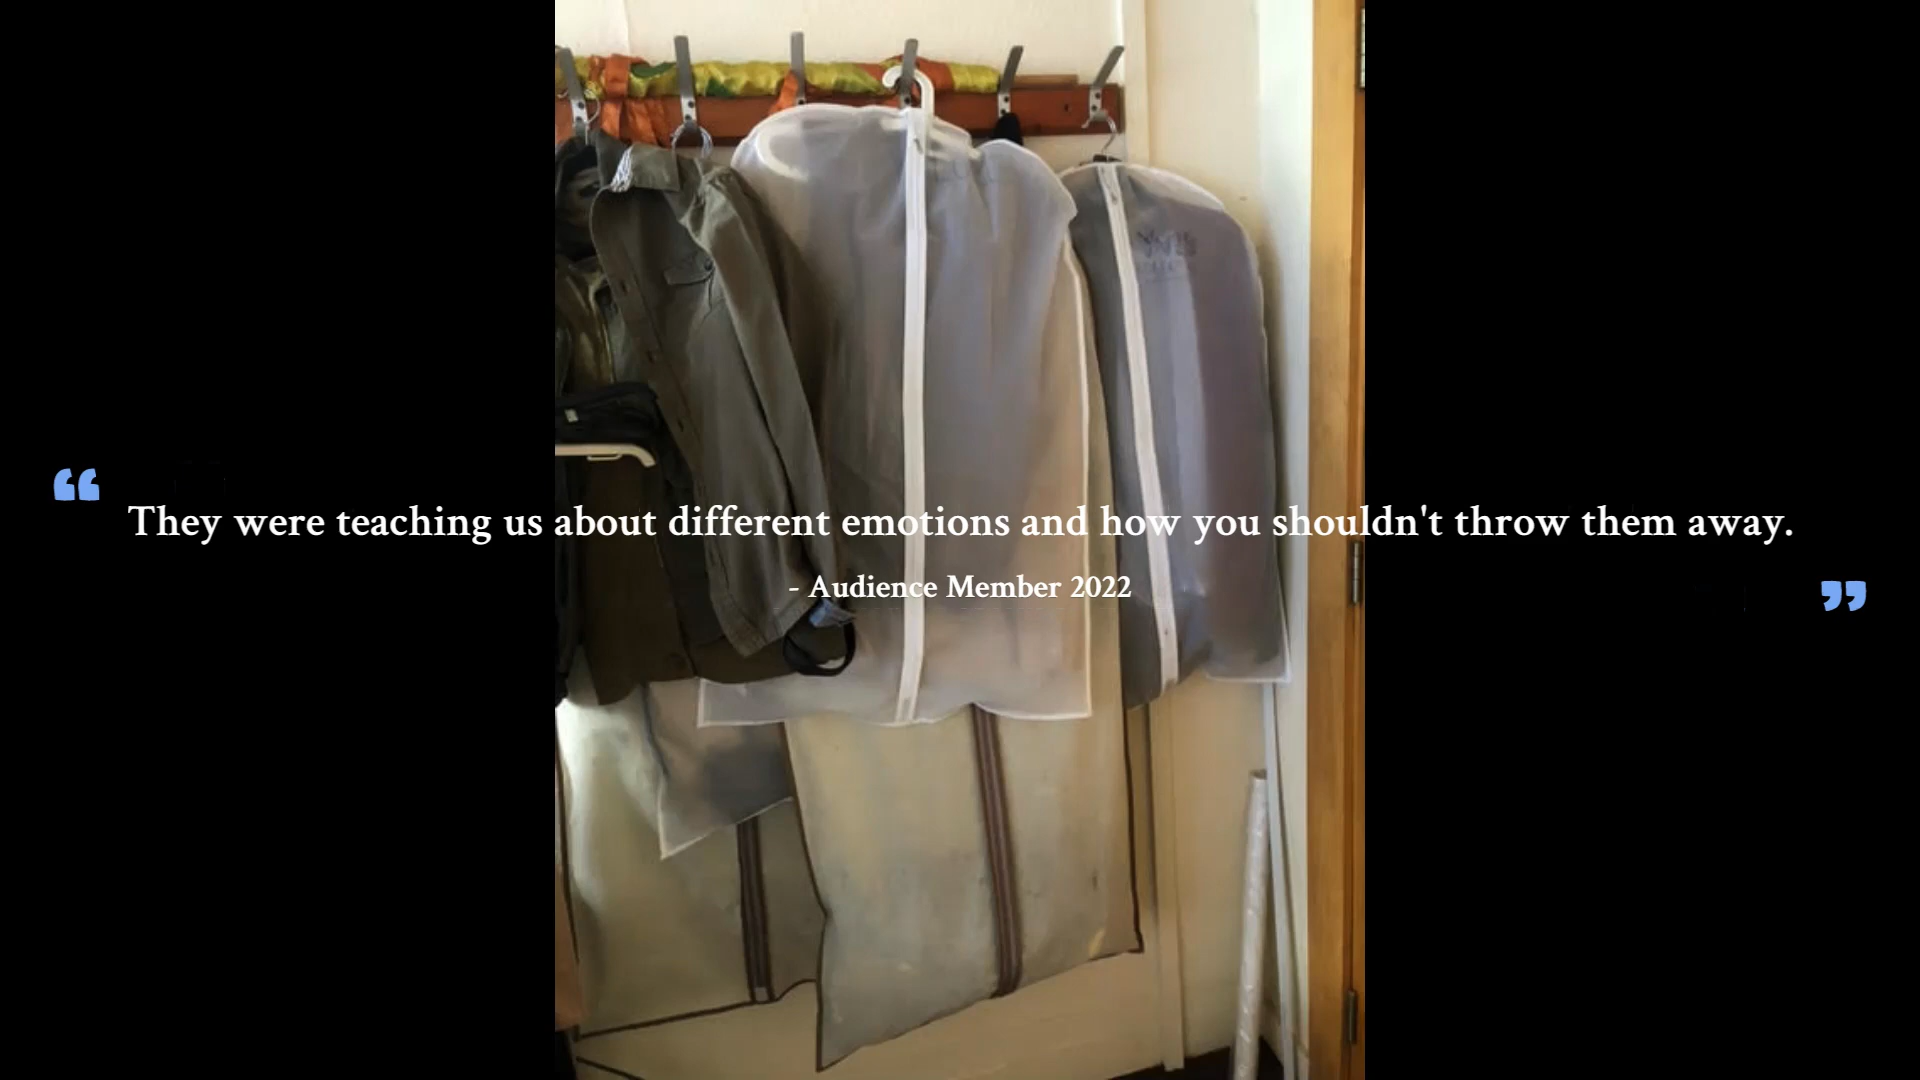 “
They were teaching us about different emotions and how you shouldn't throw them away.
- Audience Member 2022
”